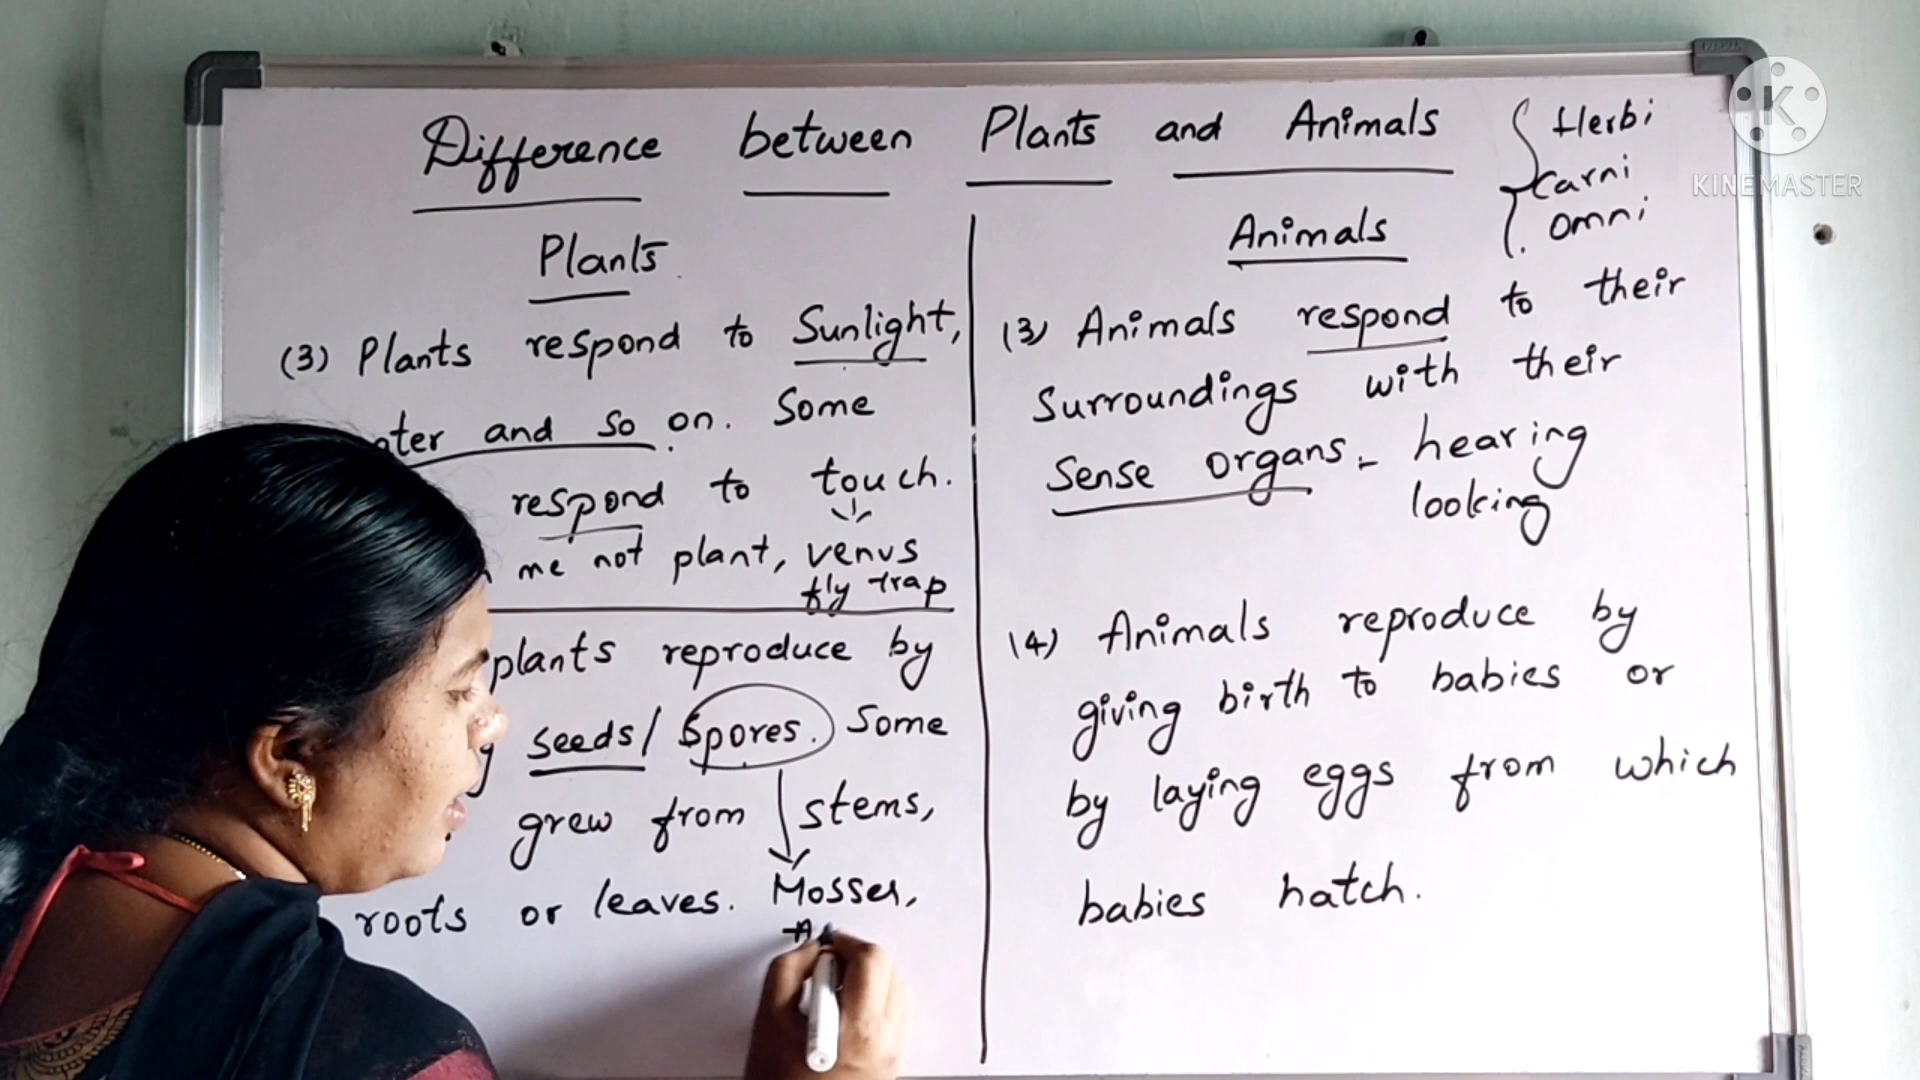 Difference between Plants and Animals
Herbi
Carni
Omni
KINEMASTER
Plants
(3) Plants respond to Sunlight,
and so on. Some
respond to touch.
me not plant, venus
fly trap
plants reproduce by
seeds/ Spores. Some
grew from stems,
roots or leaves. Mosses,
Animals
(3) Animals respond to their
Surroundings with their
Sense organs - hearing
looking
(4) Animals reproduce by
giving birth to babies or
by laying eggs from which
babies hatch.